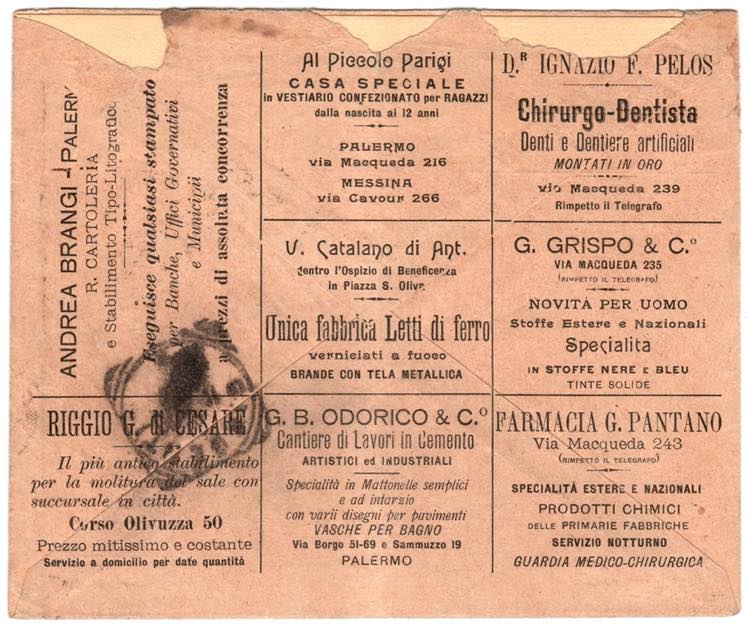 ANDREA BRANGI - PALERM
R. CARTOLERIA
e Stabilimento Tipo-Litografico
Eseguisce qualsiasi stampato
per Banche, Uffici Governativi
e Municipii
a prezzi di assoluta concorrenza
Al Piccolo Parigi
CASA SPECIALE
in VESTIARIO CONFEZIONATO per RAGAZZI
dalla nascita ai 12 anni
PALERMO
via Macqueda 216
MESSINA
via Cavour 266
D.R IGNAZIO F. PELOS
Chirurgo-Dentista
Denti e Dentiere artificiali
MONTATI IN ORO
via Macqueda 239
Rimpetto il Telegrafo
V. Catalano di Ant.
dentro l'Ospizio di Beneficenza
in Piazza S. Oliva
Unica fabbrica Letti di ferro
verniciati a fuoco
BRANDE CON TELA METALLICA
G. GRISPO & C.o
VIA MACQUEDA 235
(RIMPETTO IL TELEGRAFO)
NOVITÀ PER UOMO
Stoffe Estere e Nazionali
Specialita
IN STOFFE NERE E BLEU
TINTE SOLIDE
RIGGIO G. di CESARE
Il più antico stabilimento
per la molitura del sale con
succursale in città.
Corso Olivuzza 50
Prezzo mitissimo e costante
Servizio a domicilio per date quantità
G. B. ODORICO & C.o
Cantiere di Lavori in Cemento
ARTISTICI ed INDUSTRIALI
Specialità in Mattonelle semplici
e ad intarzio
con varii disegni per pavimenti
VASCHE PER BAGNO
Via Borgo 51-69 e Sammuzzo 19
PALERMO
FARMACIA G. PANTANO
Via Macqueda 243
(RIMPETTO IL TELEGRAFO)
SPECIALITÀ ESTERE E NAZIONALI
PRODOTTI CHIMICI
DELLE PRIMARIE FABBRICHE
SERVIZIO NOTTURNO
GUARDIA MEDICO-CHIRURGICA